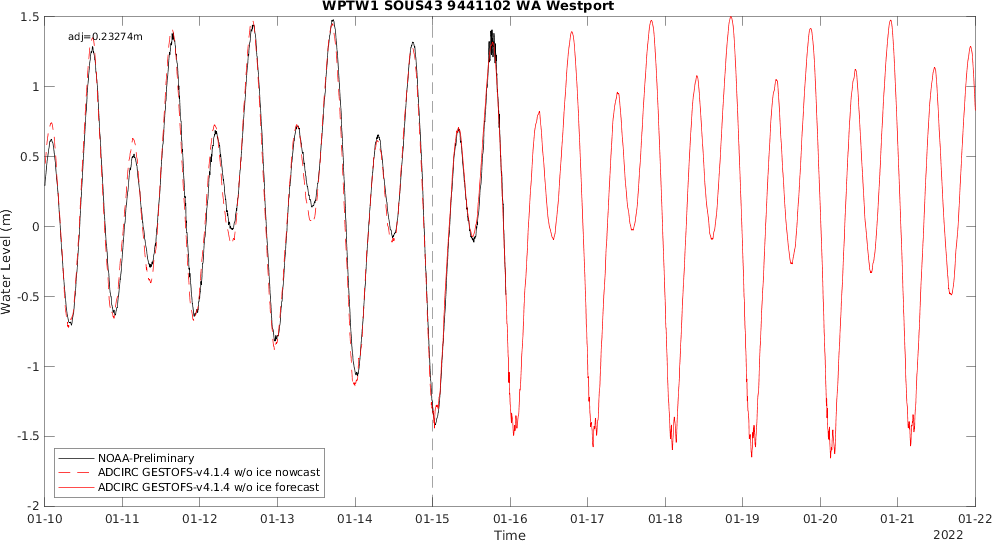 WPTW1 SOUS43 9441102 WA Westport
adj=0.23274m
1.5
1
0.5
0
-0.5
-1
-1.5
-2
Water Level (m)
NOAA-Preliminary
ADCIRC GESTOFS-v4.1.4 w/o ice nowcast
ADCIRC GESTOFS-v4.1.4 w/o ice forecast
01-10 01-11 01-12 01-13 01-14 01-15 01-16 01-17 01-18 01-19 01-20 01-21 01-22
Time
2022